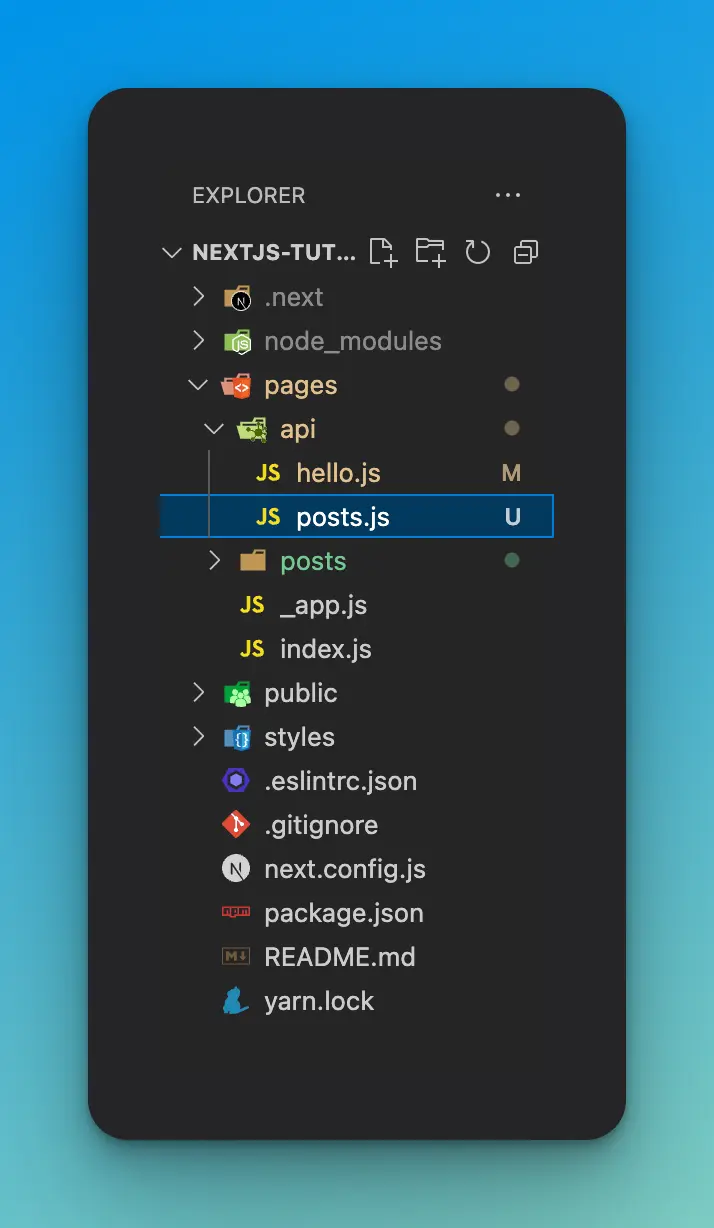 EXPLORER
NEXTJS-TUT...
.next
node_modules
pages
api
JS hello.js M
JS posts.js U
posts
JS _app.js
JS index.js
public
styles
.eslintrc.json
.gitignore
N next.config.js
npm package.json
M README.md
yarn.lock